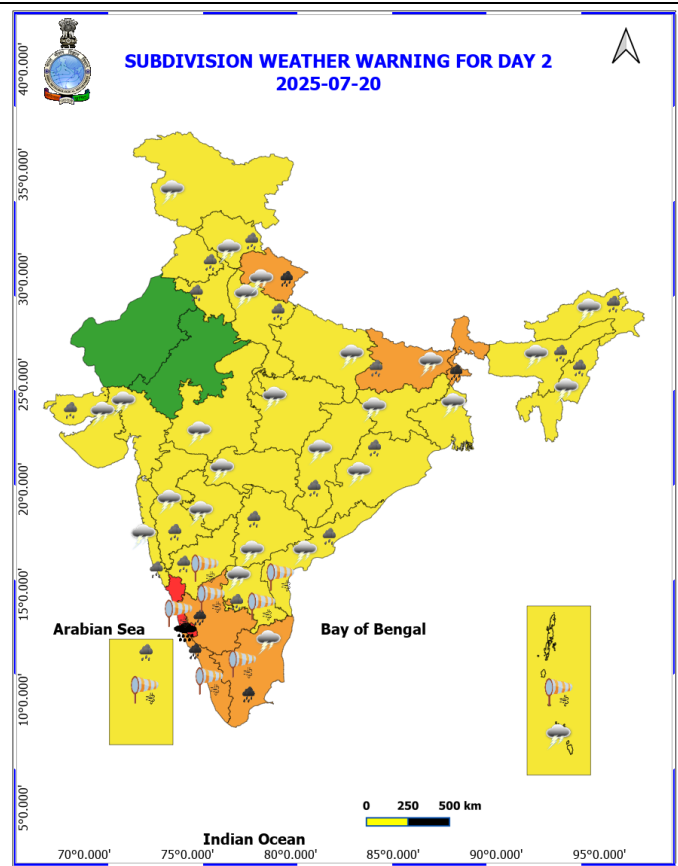 SUBDIVISION WEATHER WARNING FOR DAY 2
2025-07-20
40°0.000'
35°0.000'
30°0.000'
25°0.000'
20°0.000'
15°0.000'
10°0.000'
5°0.000'
Arabian Sea
Bay of Bengal
0 250 500 km
Indian Ocean
70°0.000' 75°0.000' 80°0.000' 85°0.000' 90°0.000' 95°0.000'